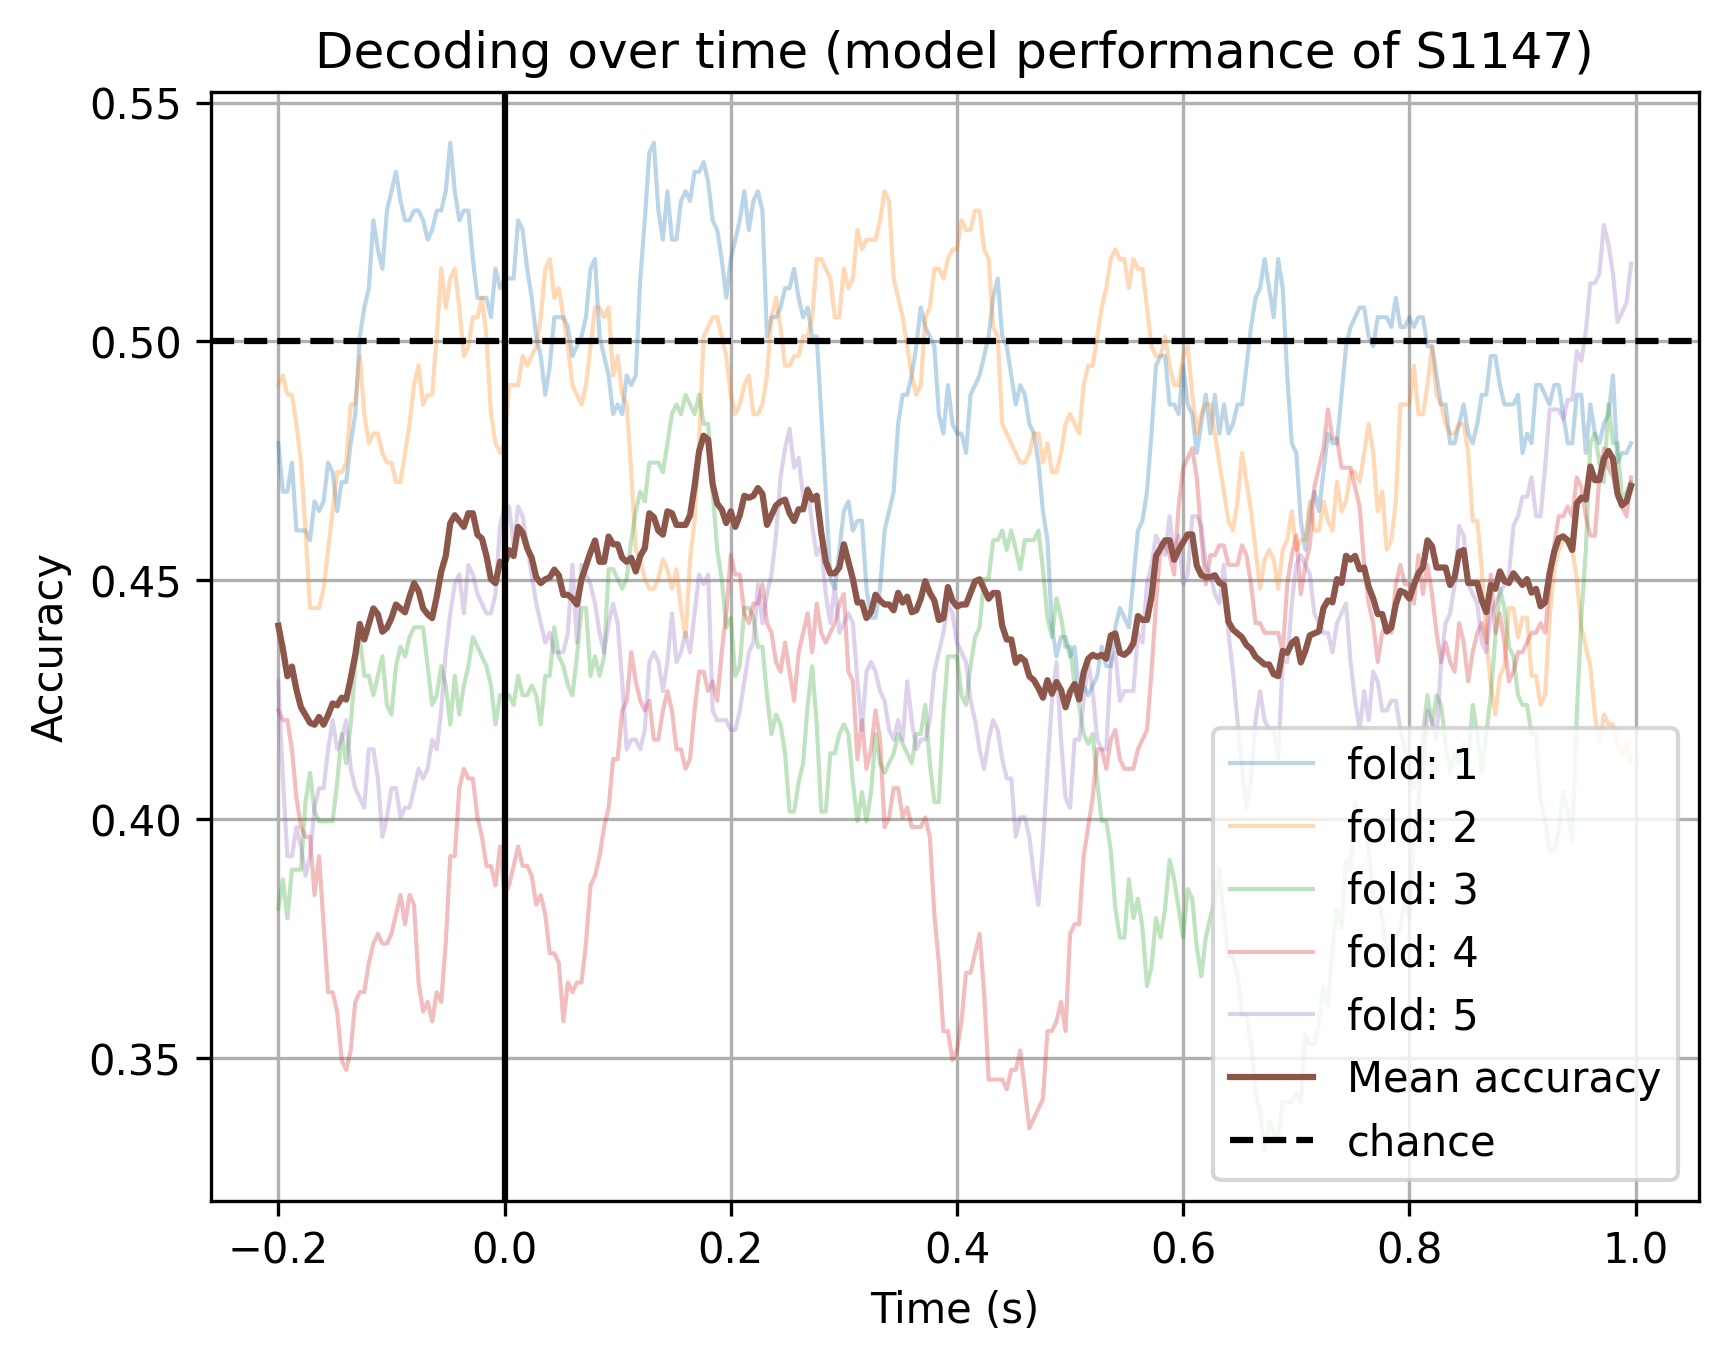 Decoding over time (model performance of S1147)
Accuracy
0.55
0.50
0.45
0.40
0.35
−0.2
0.0
0.2
0.4
0.6
0.8
1.0
Time (s)
fold: 1
fold: 2
fold: 3
fold: 4
fold: 5
Mean accuracy
chance